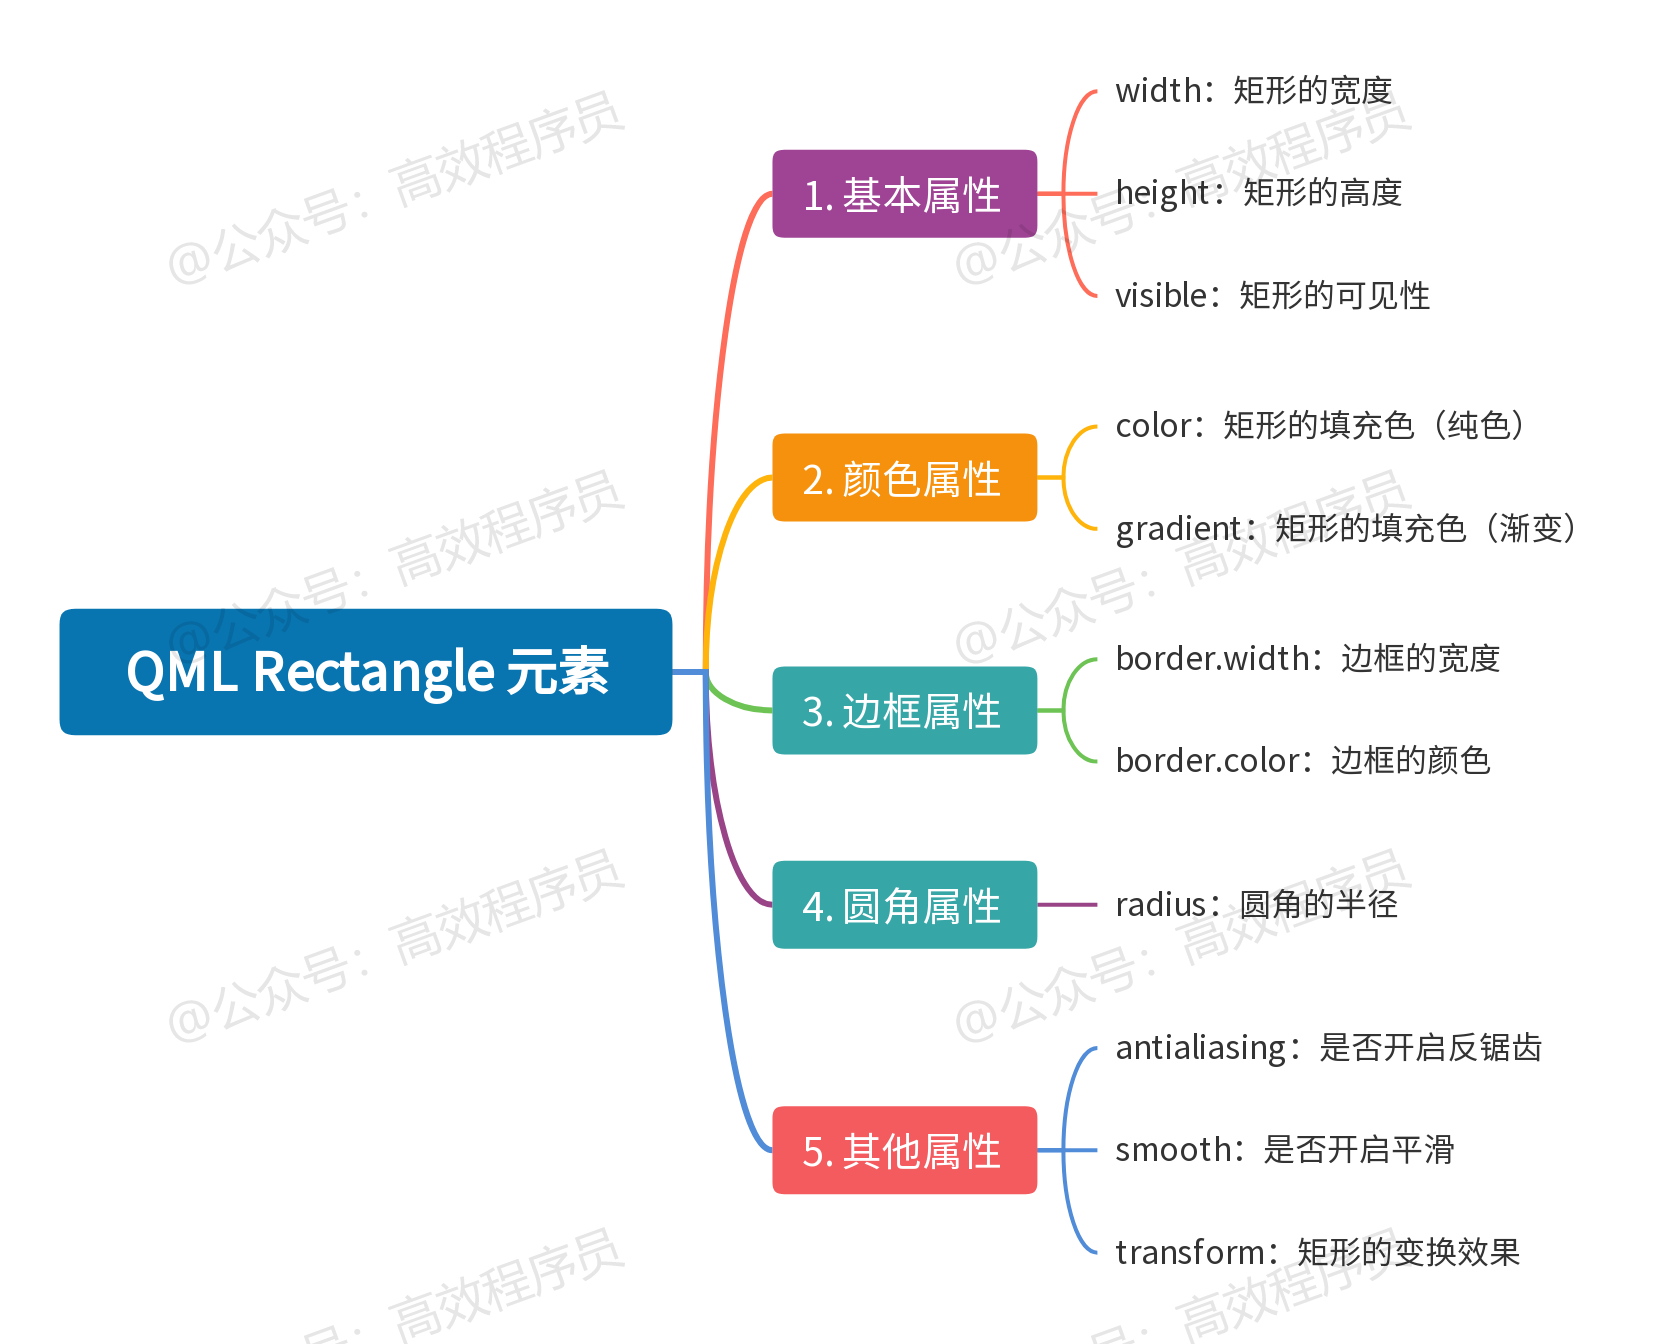 QML Rectangle 元素
1. 基本属性
width：矩形的宽度
height：矩形的高度
visible：矩形的可见性
2. 颜色属性
color：矩形的填充色（纯色）
gradient：矩形的填充色（渐变）
3. 边框属性
border.width：边框的宽度
border.color：边框的颜色
4. 圆角属性
radius：圆角的半径
5. 其他属性
antialiasing：是否开启反锯齿
smooth：是否开启平滑
transform：矩形的变换效果
@公众号：高效程序员
@公众号：高效程序员
@公众号：高效程序员
@公众号：高效程序员
@公众号：高效程序员
@公众号：高效程序员
号：高效程序员
号：高效程序员